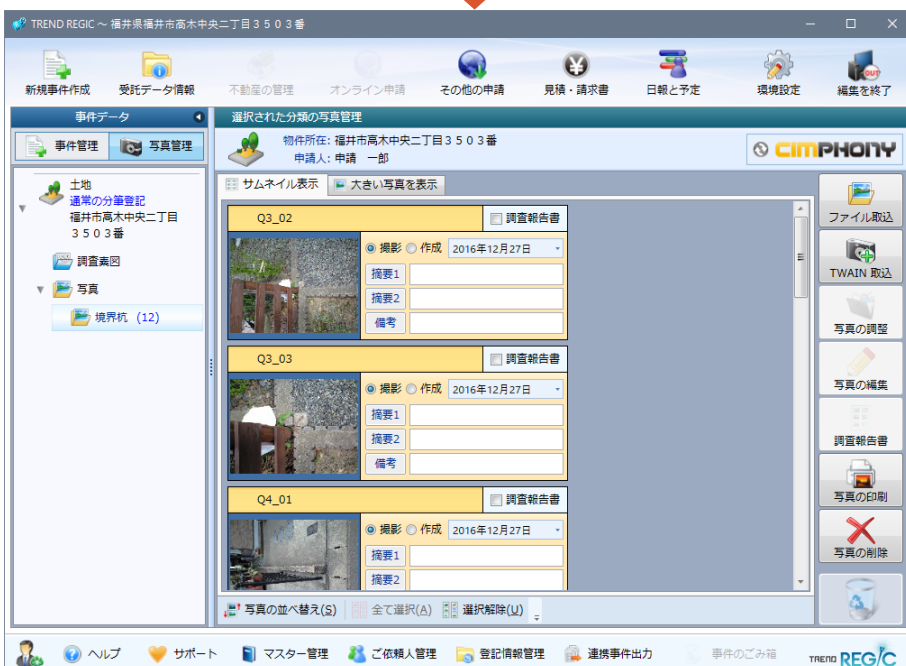 TREND REGIC ～ 福井県福井市高木中央二丁目３５０３番
新規事件作成 受託データ情報 不動産の管理 オンライン申請 その他の申請 見積・請求書 日報と予定 環境設定 編集を終了
事件データ
選択された分類の写真管理
事件管理 写真管理
物件所在: 福井市高木中央二丁目３５０３番
申請人: 申請　一郎
CIMPHONY
土地
通常の分筆登記
福井市高木中央二丁目
３５０３番
調査素図
写真
境界杭 (12)
サムネイル表示 大きい写真を表示
Q3_02 調査報告書
撮影 作成 2016年12月27日
摘要1
摘要2
備考
Q3_03 調査報告書
撮影 作成 2016年12月27日
摘要1
摘要2
備考
Q4_01 調査報告書
撮影 作成 2016年12月27日
摘要1
摘要2
ファイル取込
TWAIN 取込
写真の調整
写真の編集
調査報告書
写真の印刷
写真の削除
写真の並べ替え(S) 全て選択(A) 選択解除(U)
ヘルプ サポート マスター管理 ご依頼人管理 登記情報管理 連携事件出力 事件のごみ箱 TREND REGIC